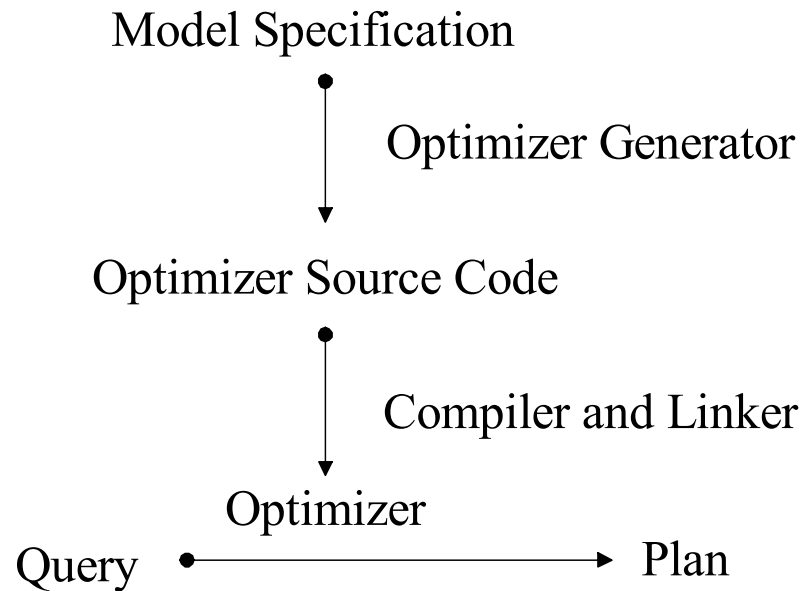 Model Specification
Optimizer Generator
Optimizer Source Code
Compiler and Linker
Optimizer
Query
Plan